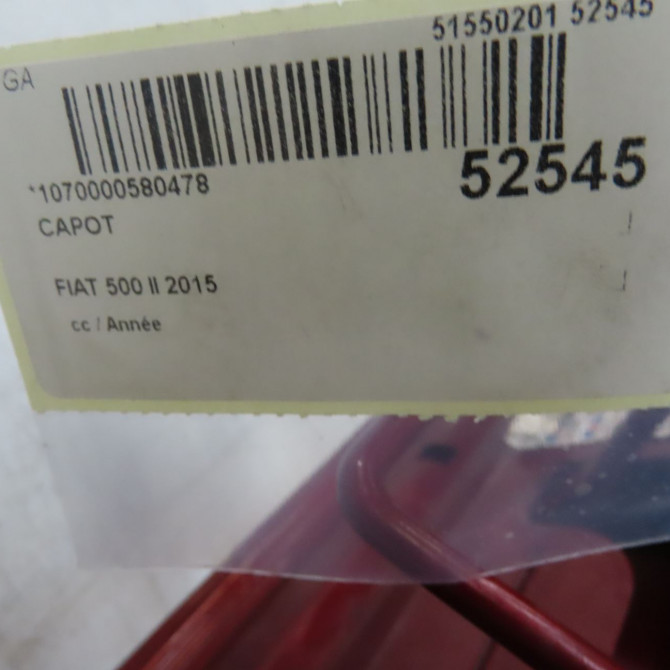 51550201 52545
GA
*1070000580478
52545
CAPOT
FIAT 500 II 2015
cc / Année